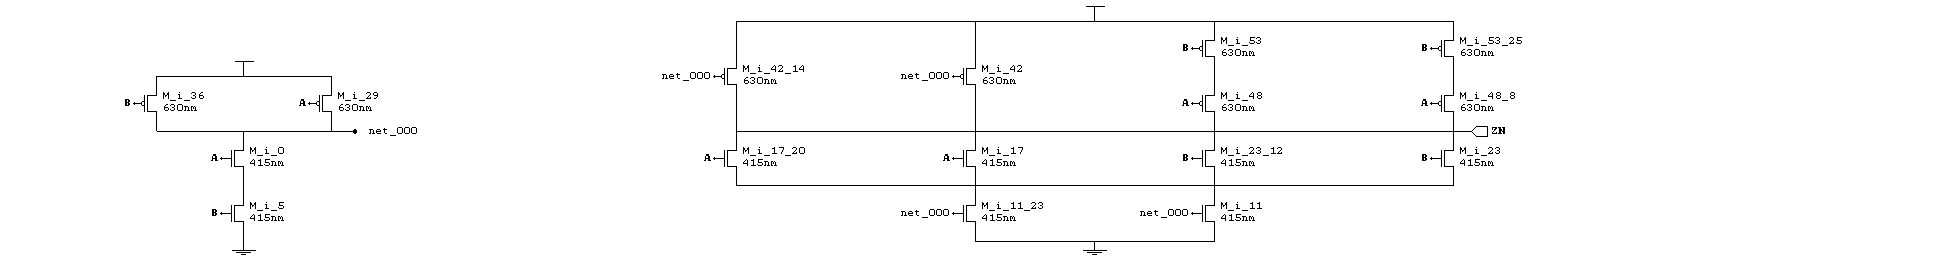 B
M_i_36
630nm
A
M_i_29
630nm
net_000
A
M_i_0
415nm
B
M_i_5
415nm
net_000
M_i_42_14
630nm
net_000
M_i_42
630nm
B
M_i_53
630nm
B
M_i_53_25
630nm
A
M_i_48
630nm
A
M_i_48_8
630nm
ZN
A
M_i_17_20
415nm
A
M_i_17
415nm
B
M_i_23_12
415nm
B
M_i_23
415nm
net_000
M_i_11_23
415nm
net_000
M_i_11
415nm